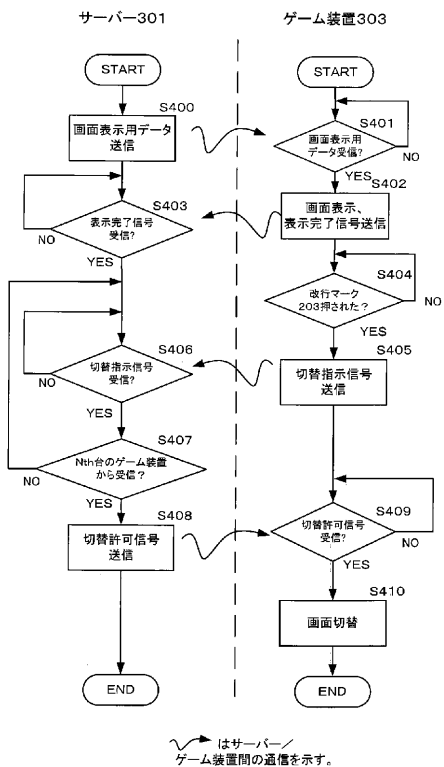 サーバー301
ゲーム装置303
START
START
S400
画面表示用データ
送信
S401
画面表示用
データ受信?
NO
YES
S402
画面表示、
表示完了信号送信
S403
表示完了信号
受信?
NO
YES
S404
改行マーク
203押された?
NO
YES
S405
切替指示信号
送信
S406
切替指示信号
受信?
NO
YES
S407
Nth台のゲーム装置
から受信?
NO
YES
S408
切替許可信号
送信
S409
切替許可信号
受信?
NO
YES
S410
画面切替
END
END
はサーバー/
ゲーム装置間の通信を示す。